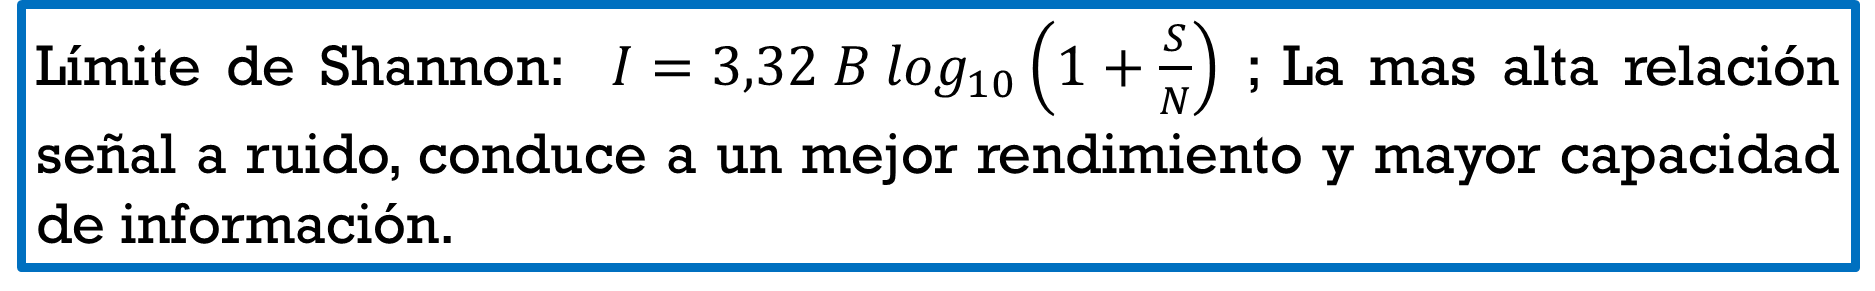 Límite de Shannon: I = 3,32 B log₁₀ (1 + S/N) ; La mas alta relación
señal a ruido, conduce a un mejor rendimiento y mayor capacidad
de información.